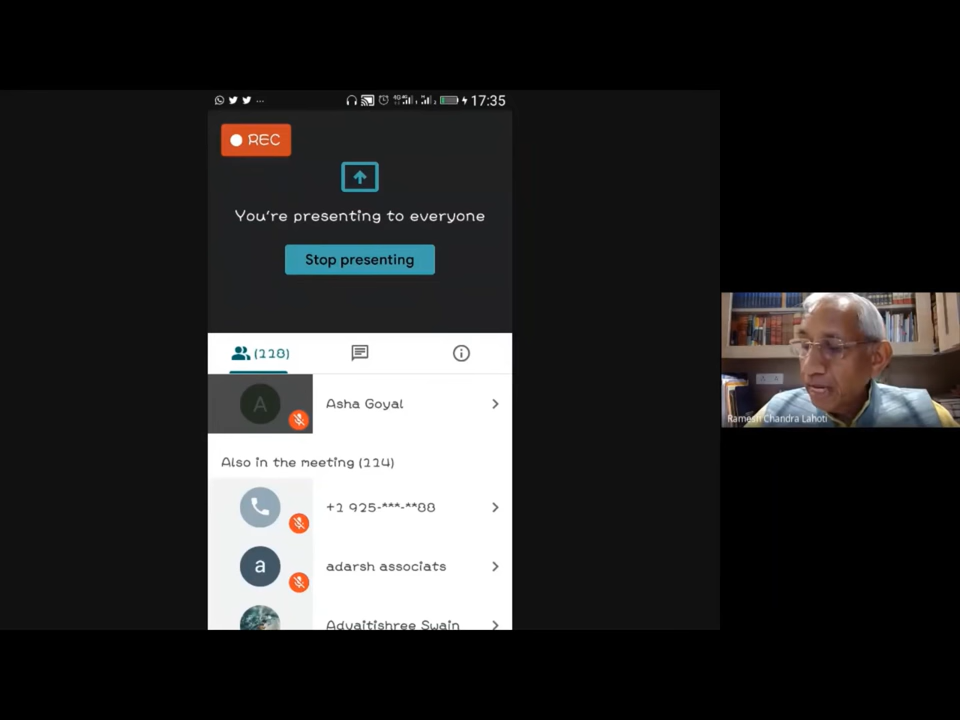 17:35
REC
You're presenting to everyone
Stop presenting
(118)
A
Asha Goyal
Also in the meeting (114)
+1 925-***-**88
a
adarsh associats
Advaitishree Swain
Ramesh Chandra Lahoti